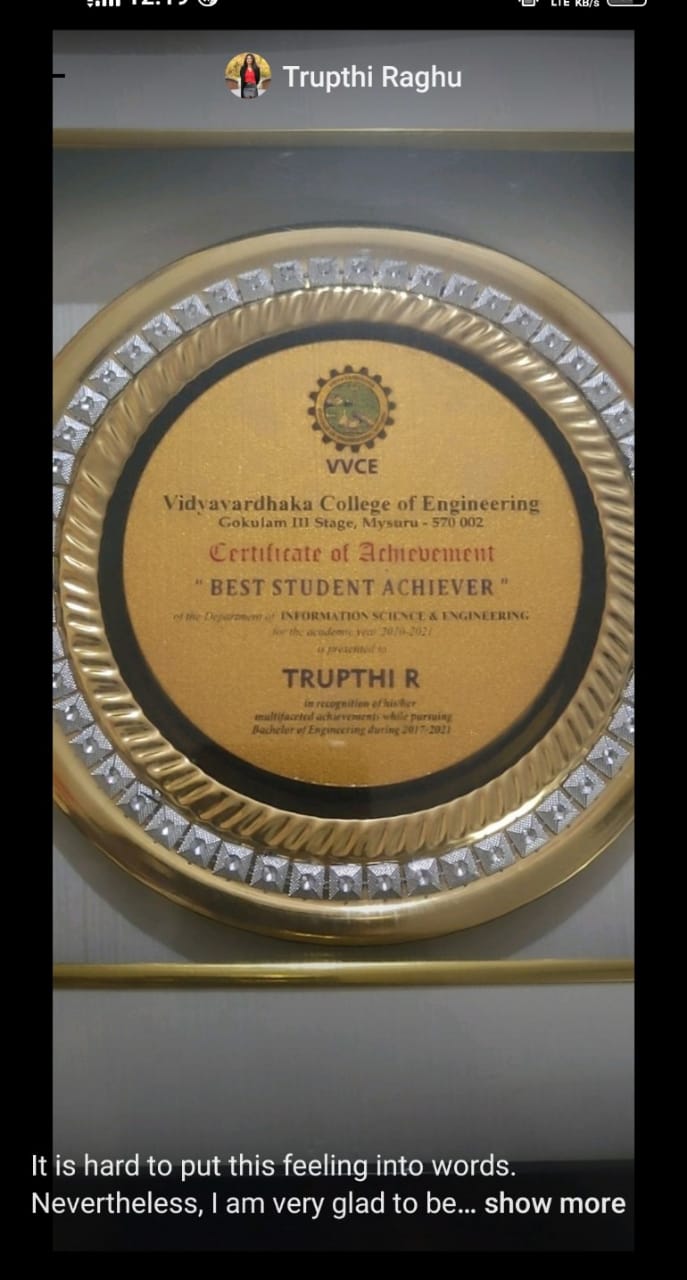 LTE KB/s
Trupthi Raghu
VVCE
Vidyavardhaka College of Engineering
Gokulam III Stage, Mysuru - 570 002
Certificate of Achievement
" BEST STUDENT ACHIEVER "
of the Department of INFORMATION SCIENCE & ENGINEERING
for the academic year 2020-2021
is presented to
TRUPTHI R
in recognition of his/her
multifaceted achievements while pursuing
Bachelor of Engineering during 2017-2021
It is hard to put this feeling into words.
Nevertheless, I am very glad to be... show more